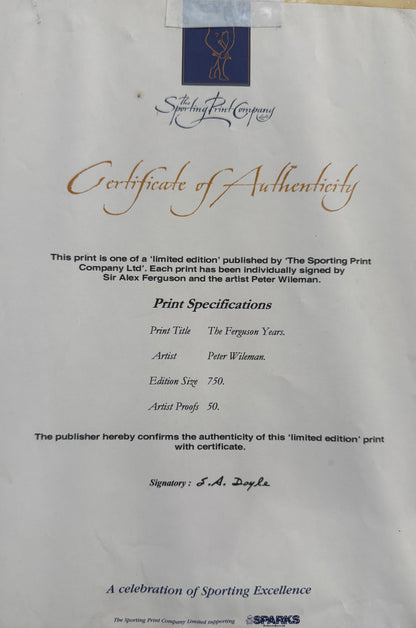 The
Sporting Print Company
Certificate of Authenticity
This print is one of a 'limited edition' published by 'The Sporting Print
Company Ltd'. Each print has been individually signed by
Sir Alex Ferguson and the artist Peter Wileman.
Print Specifications
Print Title The Ferguson Years.
Artist Peter Wileman.
Edition Size 750.
Artist Proofs 50.
The publisher hereby confirms the authenticity of this 'limited edition' print
with certificate.
Signatory : S.A. Doyle
A celebration of Sporting Excellence
The Sporting Print Company Limited supporting SPARKS